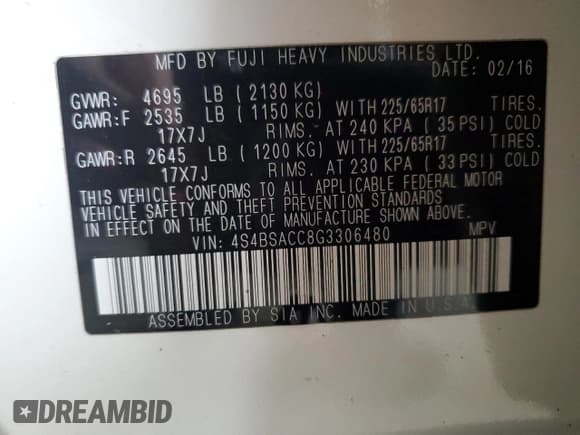 MFD BY FUJI HEAVY INDUSTRIES LTD.
DATE: 02/16
GVWR: 4695 LB ( 2130 KG)
GAWR:F 2535 LB ( 1150 KG) WITH 225/65R17 TIRES.
17X7J RIMS. AT 240 KPA ( 35 PSI) COLD
GAWR:R 2645 LB ( 1200 KG) WITH 225/65R17 TIRES.
17X7J RIMS. AT 230 KPA ( 33 PSI) COLD
THIS VEHICLE CONFORMS TO ALL APPLICABLE FEDERAL MOTOR
VEHICLE SAFETY AND THEFT PREVENTION STANDARDS
IN EFFECT ON THE DATE OF MANUFACTURE SHOWN ABOVE.
VIN: 4S4BSACC8G3306480 MPV
ASSEMBLED BY SIA INC. MADE IN U.S.A.
DREAMBID